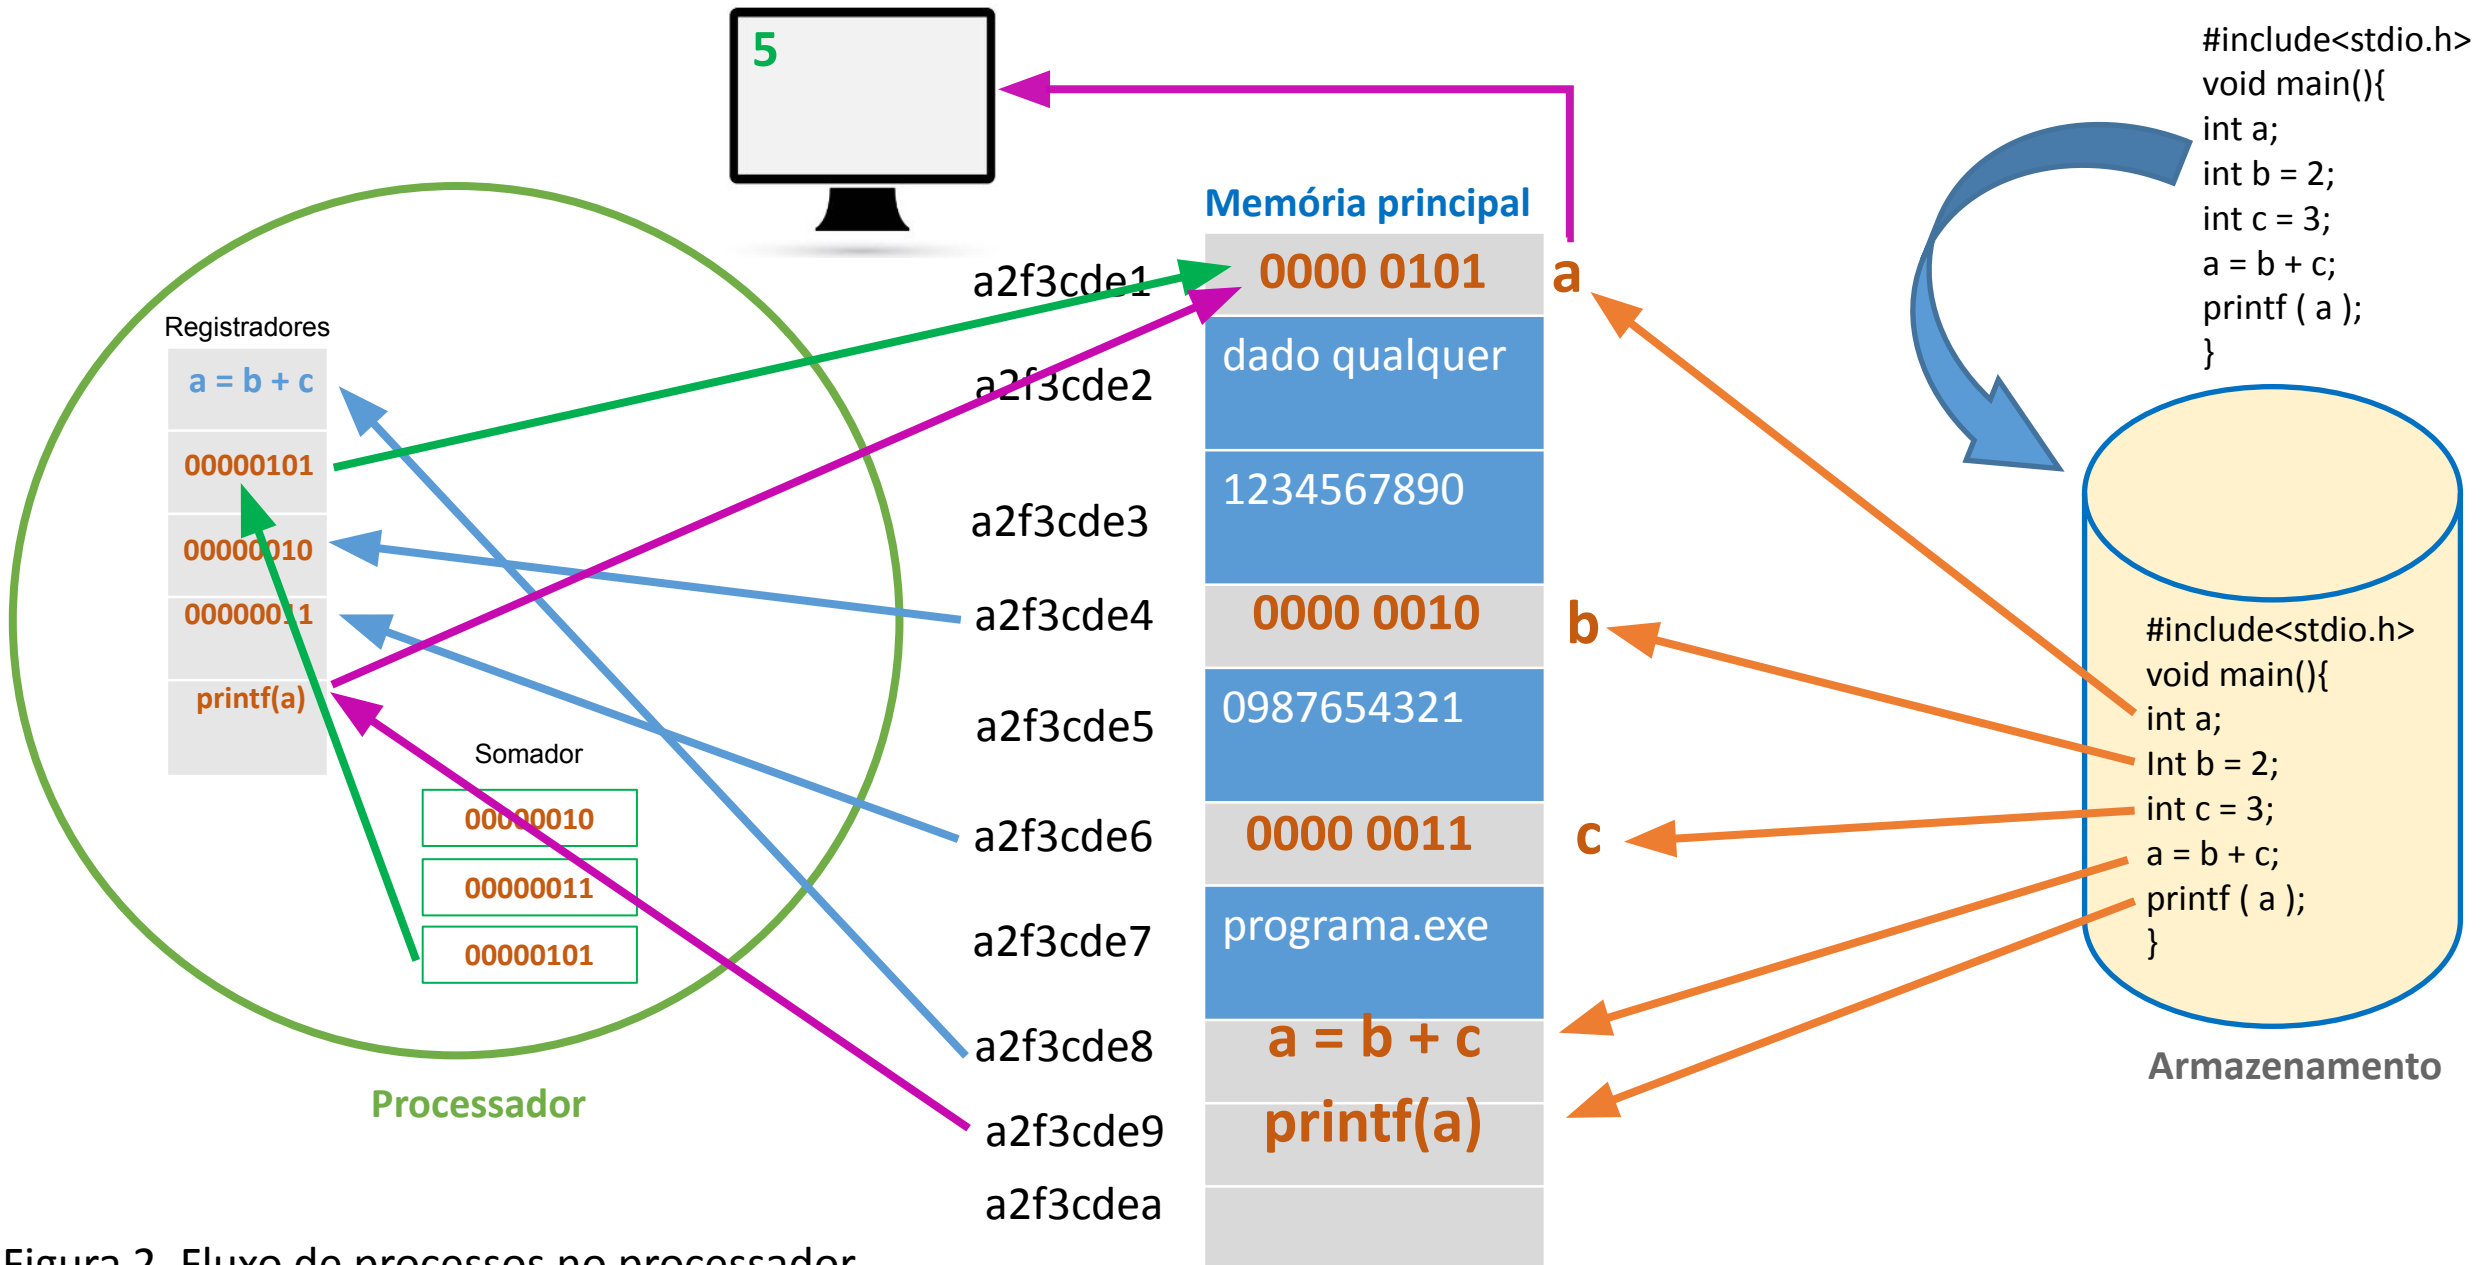 5
#include<stdio.h>
void main(){
int a;
int b = 2;
int c = 3;
a = b + c;
printf ( a );
}
Memória principal
a2f3cde1
0000 0101
a
a2f3cde2
dado qualquer
a2f3cde3
1234567890
a2f3cde4
0000 0010
b
a2f3cde5
0987654321
a2f3cde6
0000 0011
c
a2f3cde7
programa.exe
a2f3cde8
a = b + c
a2f3cde9
printf(a)
a2f3cdea
Registradores
a = b + c
00000101
00000010
00000011
printf(a)
Somador
00000010
00000011
00000101
Processador
#include<stdio.h>
void main(){
int a;
Int b = 2;
int c = 3;
a = b + c;
printf ( a );
}
Armazenamento
Figura 2. Fluxo de processos no processador